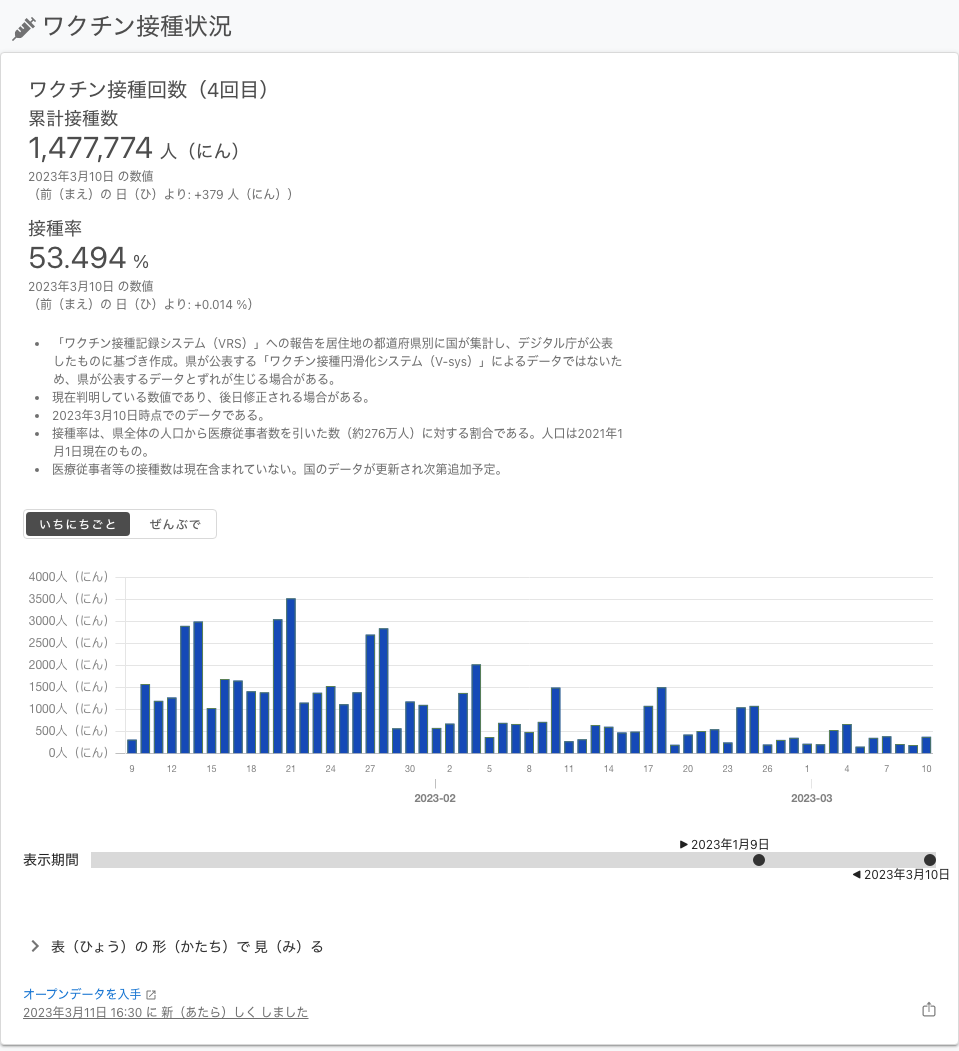 ワクチン接種状況
ワクチン接種回数（4回目）
累計接種数
1,477,774 人（にん）
2023年3月10日 の数値
（前（まえ）の 日（ひ）より: +379 人（にん））
接種率
53.494 %
2023年3月10日 の数値
（前（まえ）の 日（ひ）より: +0.014 %）
• 「ワクチン接種記録システム（VRS）」への報告を居住地の都道府県別に国が集計し、デジタル庁が公表
したものに基づき作成。県が公表する「ワクチン接種円滑化システム（V-sys）」によるデータではないた
め、県が公表するデータとずれが生じる場合がある。
• 現在判明している数値であり、後日修正される場合がある。
• 2023年3月10日時点でのデータである。
• 接種率は、県全体の人口から医療従事者数を引いた数（約276万人）に対する割合である。人口は2021年1
月1日現在のもの。
• 医療従事者等の接種数は現在含まれていない。国のデータが更新され次第追加予定。
いちにちごと ぜんぶで
4000人（にん）
3500人（にん）
3000人（にん）
2500人（にん）
2000人（にん）
1500人（にん）
1000人（にん）
500人（にん）
0人（にん）
9 12 15 18 21 24 27 30 2 5 8 11 14 17 20 23 26 1 4 7 10
2023-02 2023-03
▶ 2023年1月9日
表示期間
◀ 2023年3月10日
表（ひょう）の 形（かたち）で 見（み）る
オープンデータを入手
2023年3月11日 16:30 に 新（あたら）しく しました